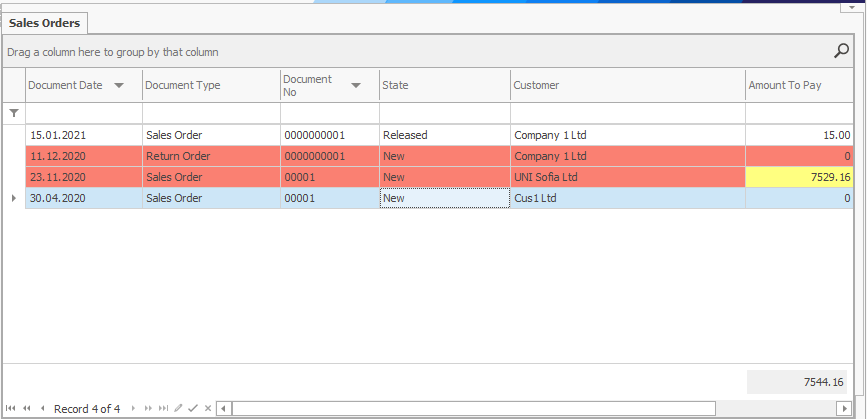 Sales Orders
Drag a column here to group by that column
Document Date Document Type Document No State Customer Amount To Pay
15.01.2021 Sales Order 0000000001 Released Company 1 Ltd 15.00
11.12.2020 Return Order 0000000001 New Company 1 Ltd 0
23.11.2020 Sales Order 00001 New UNI Sofia Ltd 7529.16
30.04.2020 Sales Order 00001 New Cus1 Ltd 0
7544.16
Record 4 of 4